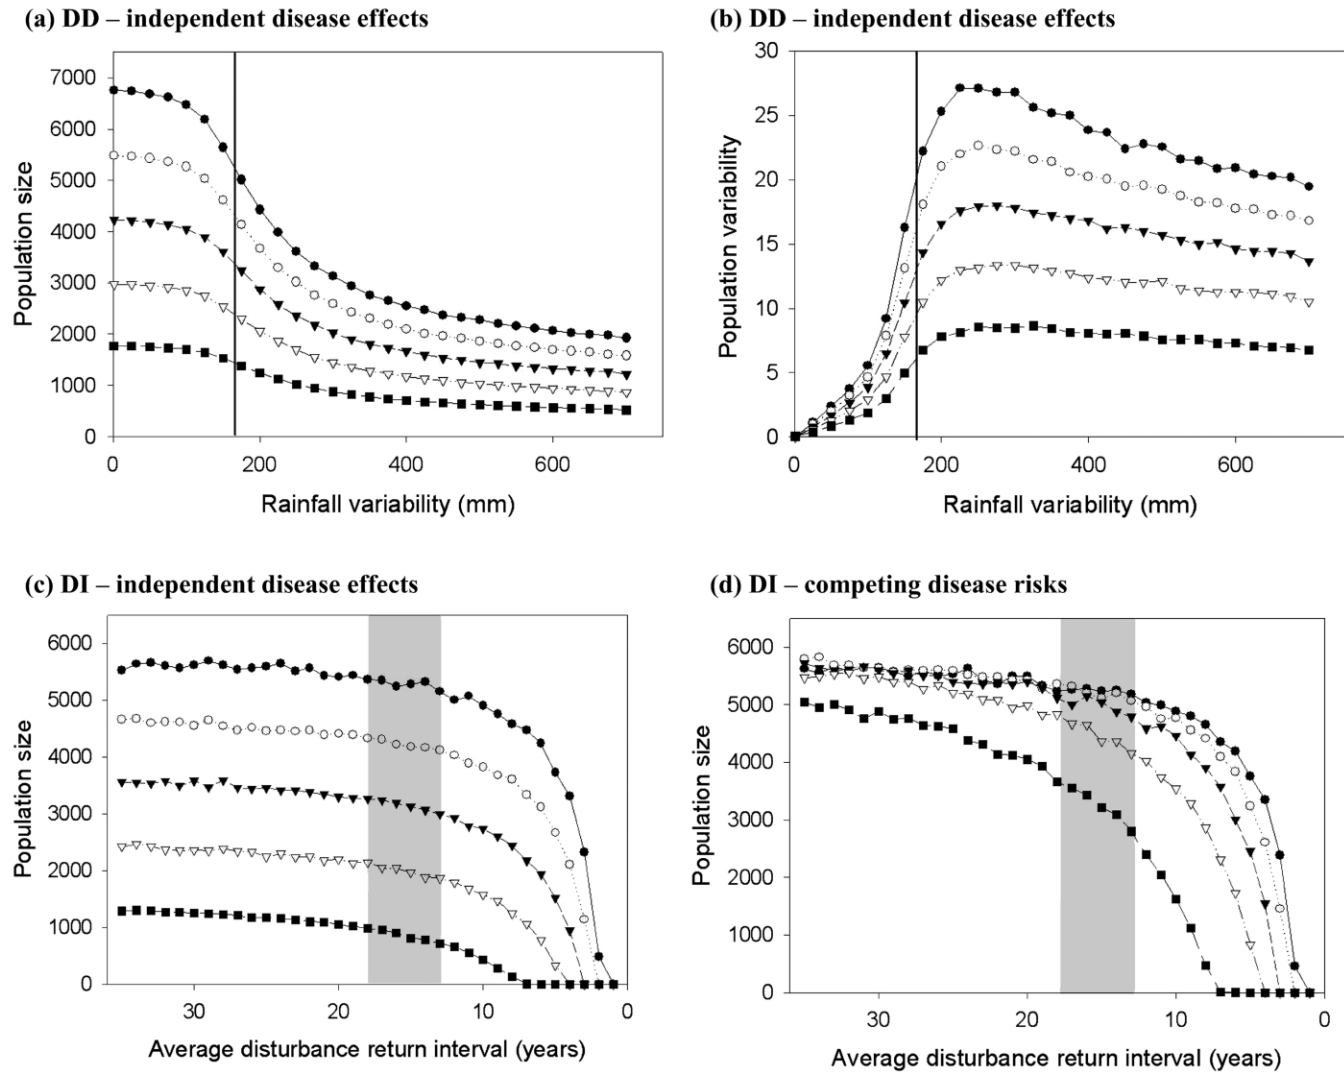 (a) DD – independent disease effects
7000
6000
5000
4000
3000
2000
1000
0
Population size
0 200 400 600
Rainfall variability (mm)
(b) DD – independent disease effects
30
25
20
15
10
5
0
Population variability
0 200 400 600
Rainfall variability (mm)
(c) DI – independent disease effects
6000
5000
4000
3000
2000
1000
0
Population size
30 20 10 0
Average disturbance return interval (years)
(d) DI – competing disease risks
6000
5000
4000
3000
2000
1000
0
Population size
30 20 10 0
Average disturbance return interval (years)